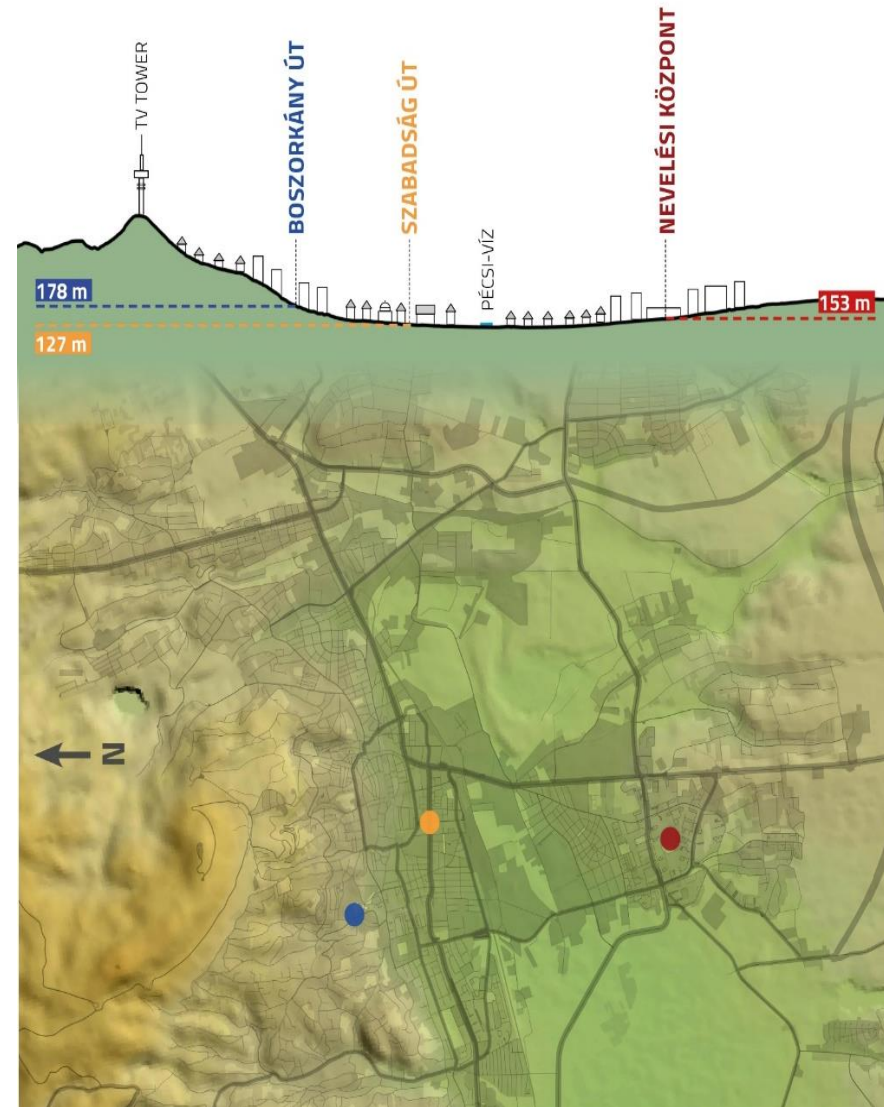 TV TOWER
BOSZORKÁNY ÚT
SZABADSÁG ÚT
PÉCSI-VÍZ
NEVELÉSI KÖZPONT
178 m
153 m
127 m
N